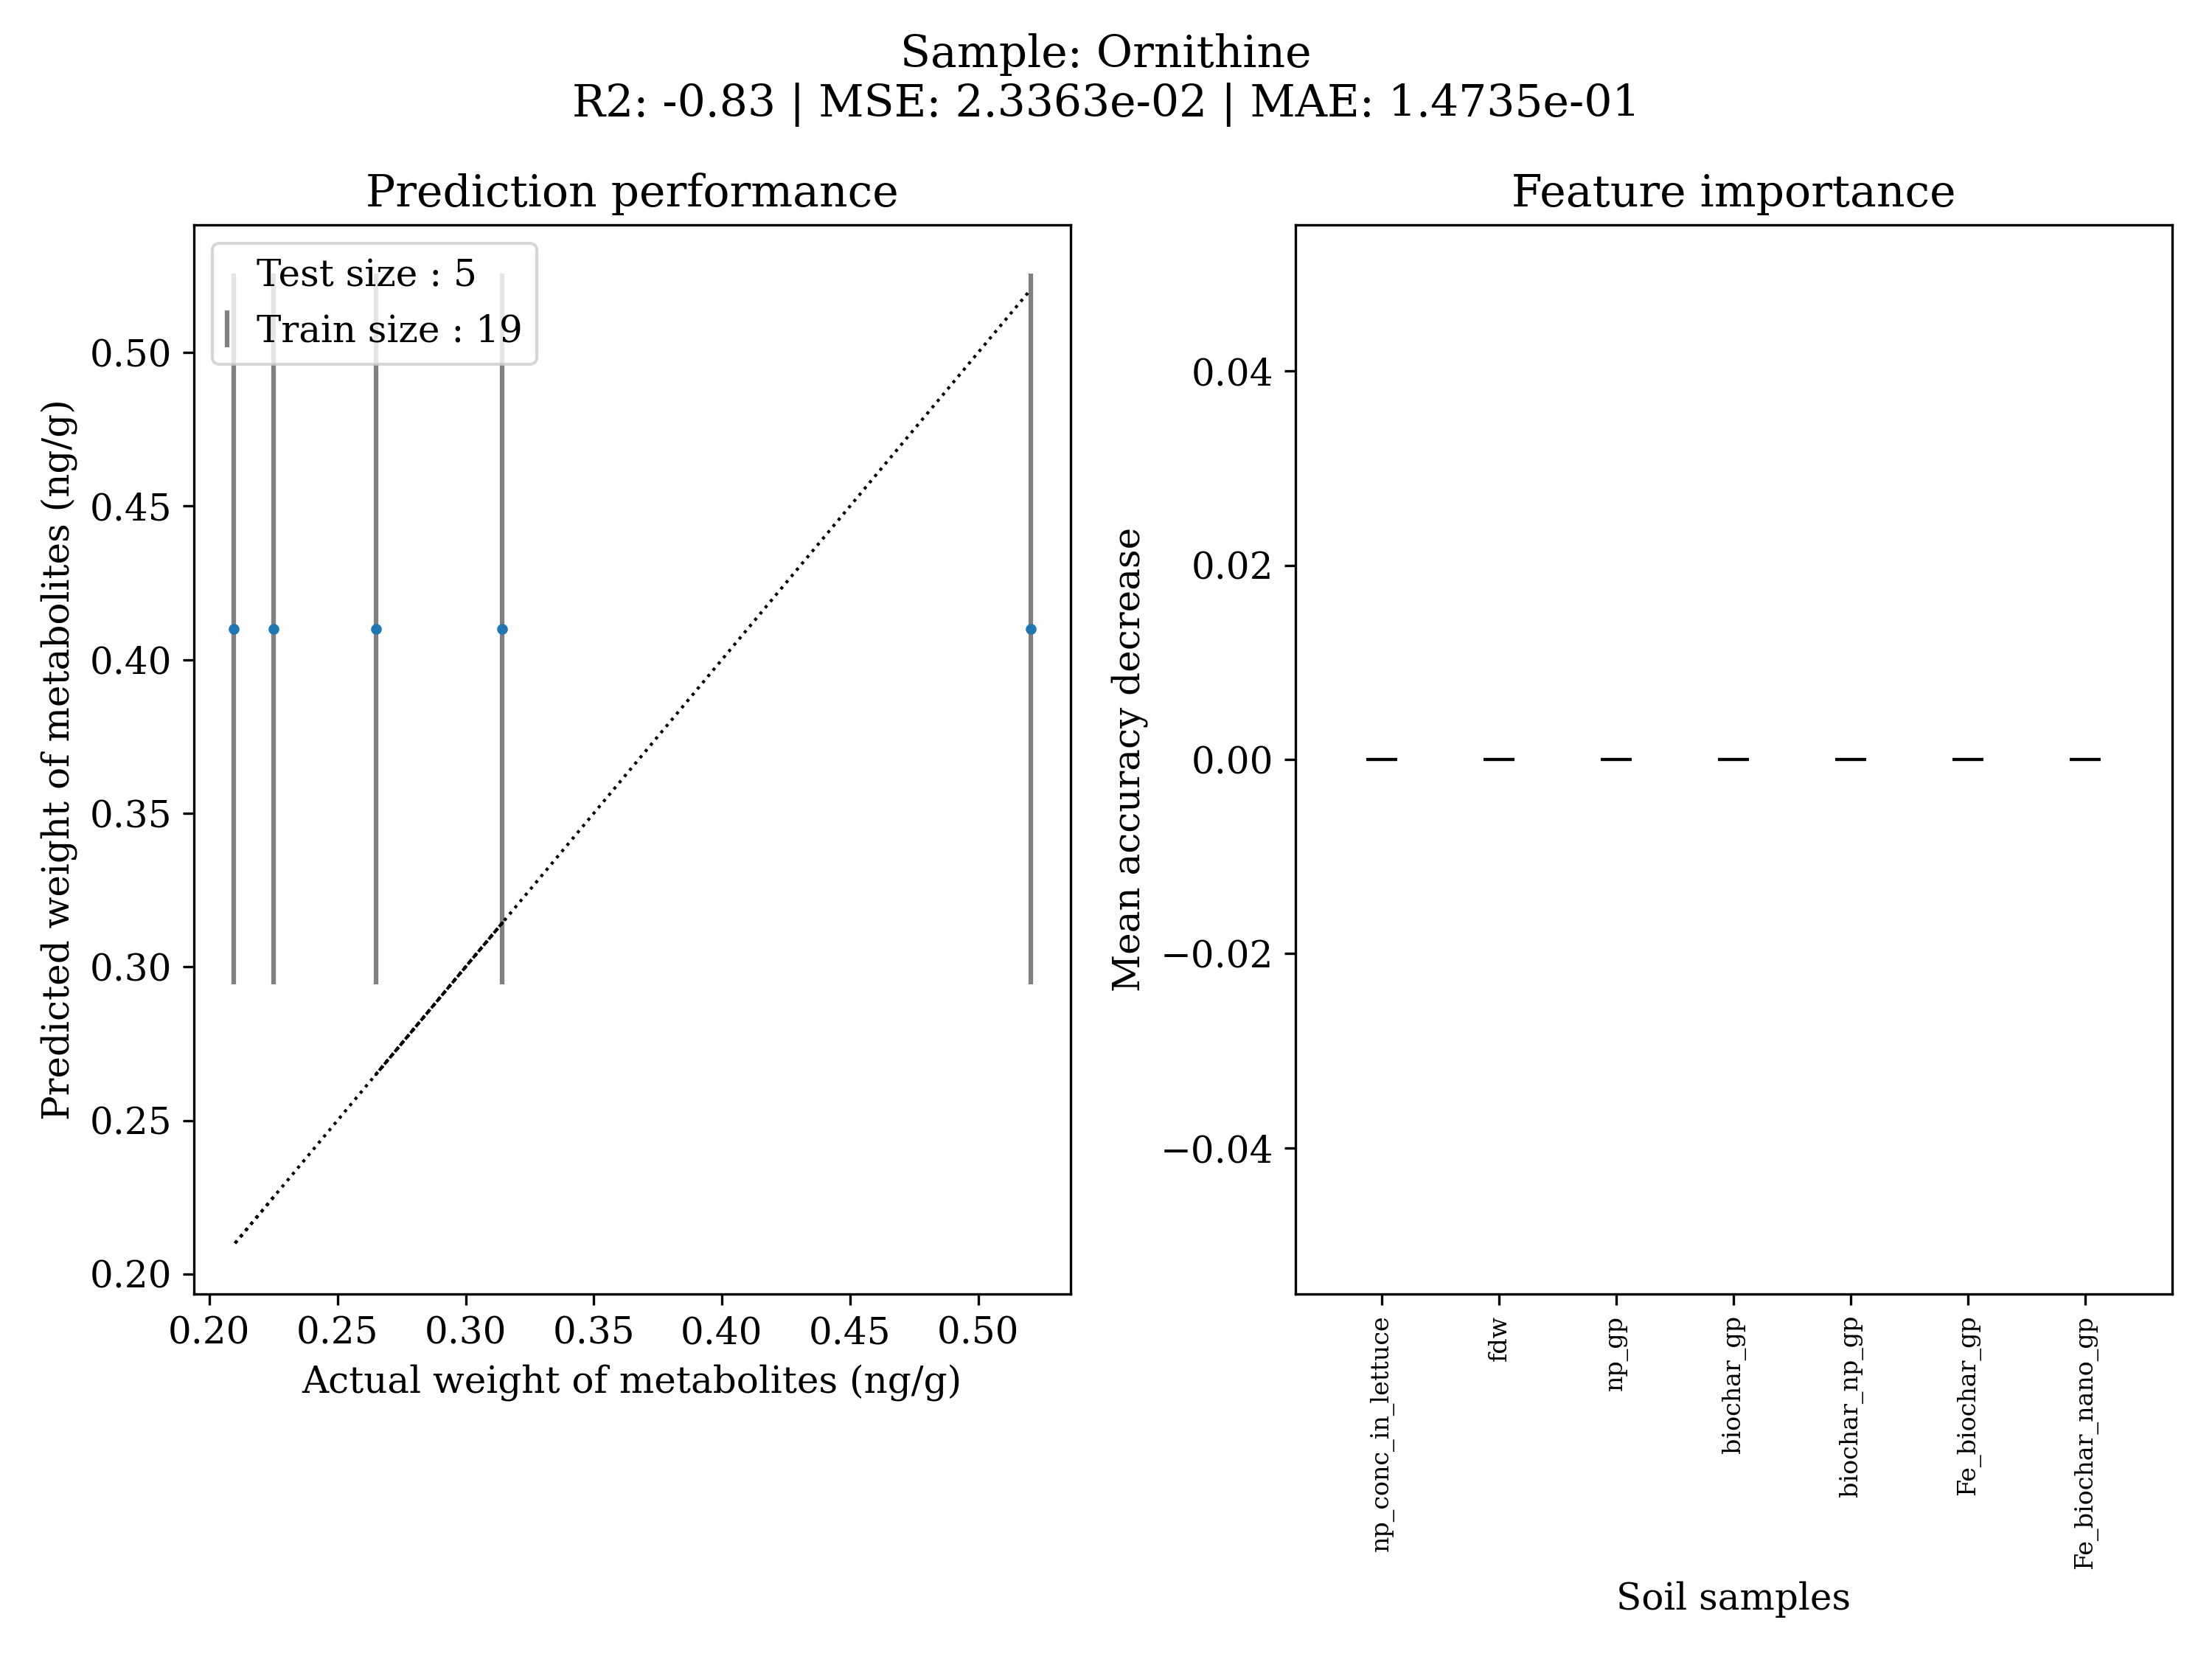 Sample: Ornithine
R2: -0.83 | MSE: 2.3363e-02 | MAE: 1.4735e-01
Prediction performance
Test size : 5
Train size : 19
0.50
0.45
0.40
0.35
0.30
0.25
0.20
Predicted weight of metabolites (ng/g)
0.20 0.25 0.30 0.35 0.40 0.45 0.50
Actual weight of metabolites (ng/g)
Feature importance
0.04
0.02
0.00
−0.02
−0.04
Mean accuracy decrease
np_conc_in_lettuce
fdw
np_gp
biochar_gp
biochar_np_gp
Fe_biochar_gp
Fe_biochar_nano_gp
Soil samples